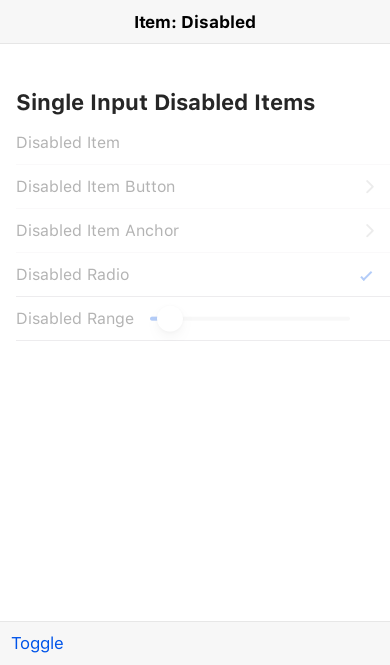 Item: Disabled
Single Input Disabled Items
Disabled Item
Disabled Item Button
Disabled Item Anchor
Disabled Radio
Disabled Range
Toggle